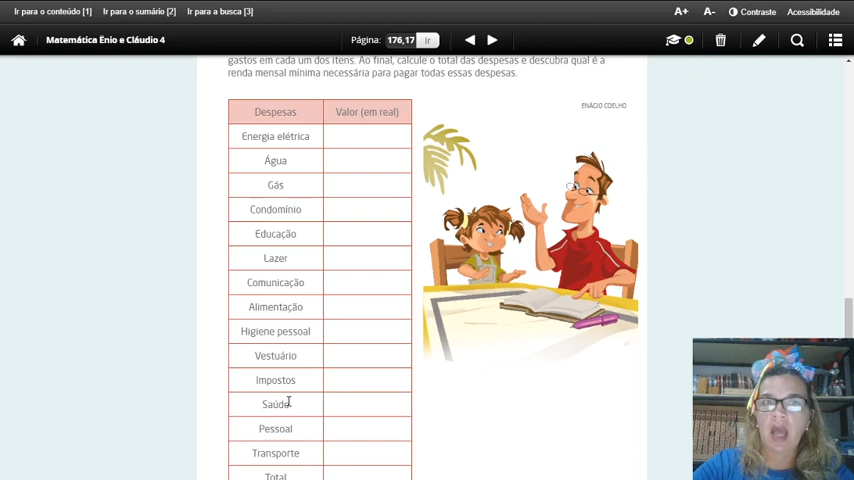 Ir para o conteúdo [1] Ir para o sumário [2] Ir para a busca [3] A+ A- Contraste Acessibilidade
Matemática Ênio e Cláudio 4 Página: 176,17 Ir
gastos em cada um dos itens. Ao final, calcule o total das despesas e descubra qual é a
renda mensal mínima necessária para pagar todas essas despesas.
ENÁGIO COELHO
Despesas Valor (em real)
Energia elétrica
Água
Gás
Condomínio
Educação
Lazer
Comunicação
Alimentação
Higiene pessoal
Vestuário
Impostos
Saúde
Pessoal
Transporte
Total